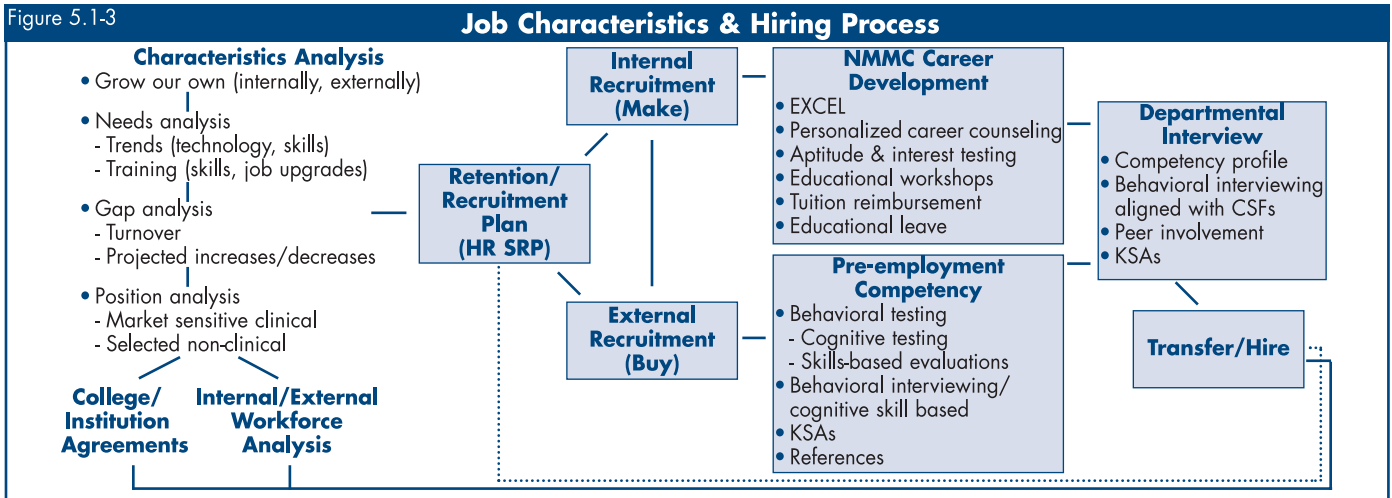 Figure 5.1-3
Job Characteristics & Hiring Process
Characteristics Analysis
• Grow our own (internally, externally)
• Needs analysis
- Trends (technology, skills)
- Training (skills, job upgrades)
• Gap analysis
- Turnover
- Projected increases/decreases
• Position analysis
- Market sensitive clinical
- Selected non-clinical
College/
Institution
Agreements
Internal/External
Workforce
Analysis
Retention/
Recruitment
Plan
(HR SRP)
Internal
Recruitment
(Make)
External
Recruitment
(Buy)
NMMC Career
Development
• EXCEL
• Personalized career counseling
• Aptitude & interest testing
• Educational workshops
• Tuition reimbursement
• Educational leave
Pre-employment
Competency
• Behavioral testing
- Cognitive testing
- Skills-based evaluations
• Behavioral interviewing/
cognitive skill based
• KSAs
• References
Departmental
Interview
• Competency profile
• Behavioral interviewing
aligned with CSFs
• Peer involvement
• KSAs
Transfer/Hire